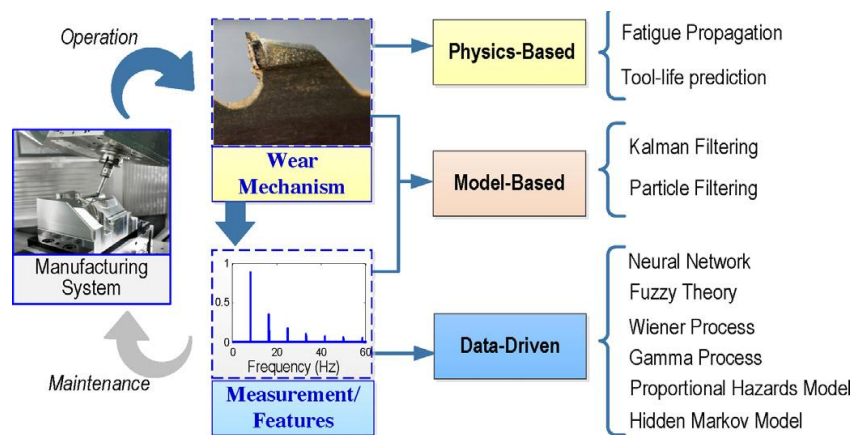 Operation
Manufacturing
System
Maintenance
Wear
Mechanism
1
0.5
0
0 20 40 60
Frequency (Hz)
Measurement/
Features
Physics-Based
Model-Based
Data-Driven
Fatigue Propagation
Tool-life prediction
Kalman Filtering
Particle Filtering
Neural Network
Fuzzy Theory
Wiener Process
Gamma Process
Proportional Hazards Model
Hidden Markov Model